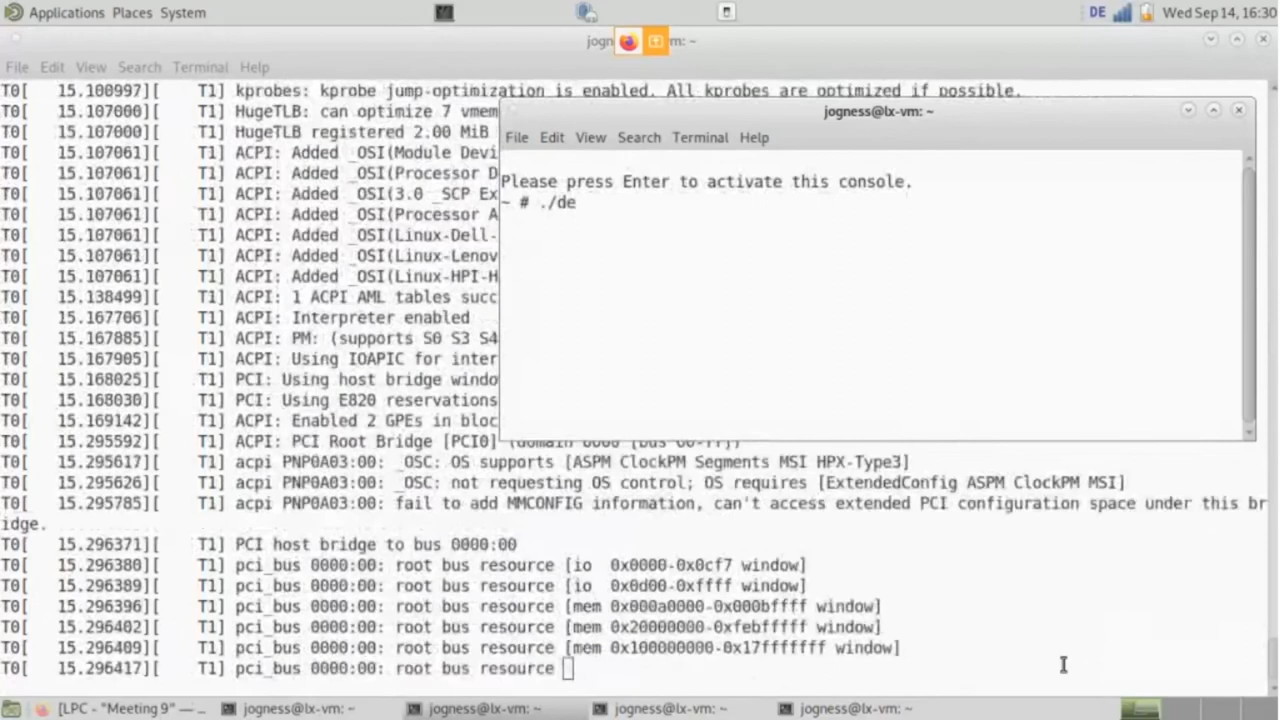 Applications Places System
DE Wed Sep 14, 16:30
jogn m: ~
File Edit View Search Terminal Help
T0[ 15.100997][ T1] kprobes: kprobe jump-optimization is enabled. All kprobes are optimized if possible.
T0[ 15.107000][ T1] HugeTLB: can optimize 7 vmem
T0[ 15.107000][ T1] HugeTLB registered 2.00 MiB
T0[ 15.107061][ T1] ACPI: Added _OSI(Module Devi
T0[ 15.107061][ T1] ACPI: Added _OSI(Processor D
T0[ 15.107061][ T1] ACPI: Added _OSI(3.0 _SCP Ex
T0[ 15.107061][ T1] ACPI: Added _OSI(Processor A
T0[ 15.107061][ T1] ACPI: Added _OSI(Linux-Dell-
T0[ 15.107061][ T1] ACPI: Added _OSI(Linux-Lenov
T0[ 15.107061][ T1] ACPI: Added _OSI(Linux-HPI-H
T0[ 15.138499][ T1] ACPI: 1 ACPI AML tables succ
T0[ 15.167706][ T1] ACPI: Interpreter enabled
T0[ 15.167885][ T1] ACPI: PM: (supports S0 S3 S4
T0[ 15.167905][ T1] ACPI: Using IOAPIC for inter
T0[ 15.168025][ T1] PCI: Using host bridge windo
T0[ 15.168030][ T1] PCI: Using E820 reservations
T0[ 15.169142][ T1] ACPI: Enabled 2 GPEs in bloc
T0[ 15.295592][ T1] ACPI: PCI Root Bridge [PCI0] (domain 0000 [bus 00-ff])
T0[ 15.295617][ T1] acpi PNP0A03:00: _OSC: OS supports [ASPM ClockPM Segments MSI HPX-Type3]
T0[ 15.295626][ T1] acpi PNP0A03:00: _OSC: not requesting OS control; OS requires [ExtendedConfig ASPM ClockPM MSI]
T0[ 15.295785][ T1] acpi PNP0A03:00: fail to add MMCONFIG information, can't access extended PCI configuration space under this br
idge.
T0[ 15.296371][ T1] PCI host bridge to bus 0000:00
T0[ 15.296380][ T1] pci_bus 0000:00: root bus resource [io 0x0000-0x0cf7 window]
T0[ 15.296389][ T1] pci_bus 0000:00: root bus resource [io 0x0d00-0xffff window]
T0[ 15.296396][ T1] pci_bus 0000:00: root bus resource [mem 0x000a0000-0x000bffff window]
T0[ 15.296402][ T1] pci_bus 0000:00: root bus resource [mem 0x20000000-0xfebfffff window]
T0[ 15.296409][ T1] pci_bus 0000:00: root bus resource [mem 0x100000000-0x17fffffff window]
T0[ 15.296417][ T1] pci_bus 0000:00: root bus resource
jogness@lx-vm: ~
File Edit View Search Terminal Help
Please press Enter to activate this console.
~ # ./de
[LPC - "Meeting 9" — ... jogness@lx-vm: ~ jogness@lx-vm: ~ jogness@lx-vm: ~ jogness@lx-vm: ~